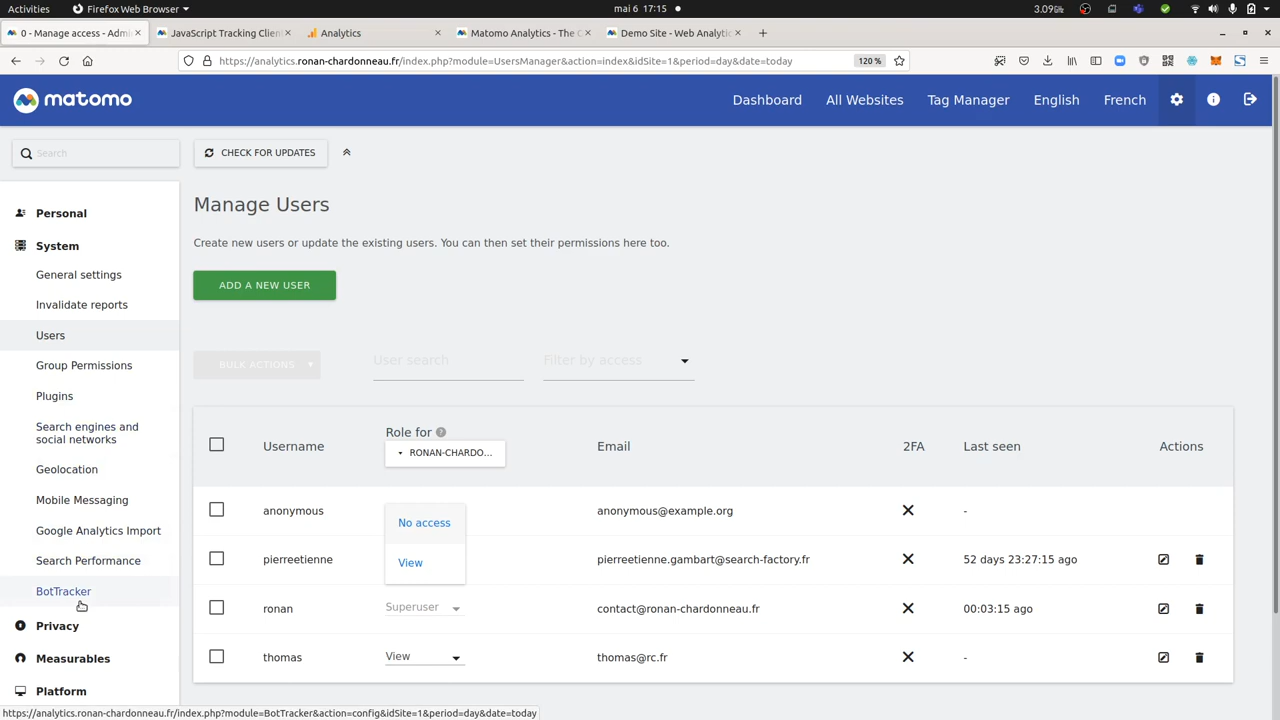 Activities
Firefox Web Browser
mai 6 17:15
3.09
0 - Manage access - Admi
JavaScript Tracking Clien
Analytics
Matomo Analytics - The O
Demo Site - Web Analytic
https://analytics.ronan-chardonneau.fr/index.php?module=UsersManager&action=index&idSite=1&period=day&date=today
120 %
matomo
Dashboard
All Websites
Tag Manager
English
French
Search
CHECK FOR UPDATES
Personal
System
General settings
Invalidate reports
Users
Group Permissions
Plugins
Search engines and
social networks
Geolocation
Mobile Messaging
Google Analytics Import
Search Performance
BotTracker
Privacy
Measurables
Platform
Manage Users
Create new users or update the existing users. You can then set their permissions here too.
ADD A NEW USER
BULK ACTIONS
User search
Filter by access
Username
Role for
RONAN-CHARDO...
Email
2FA
Last seen
Actions
anonymous
No access
View
anonymous@example.org
-
pierreetienne
pierreetienne.gambart@search-factory.fr
52 days 23:27:15 ago
ronan
Superuser
contact@ronan-chardonneau.fr
00:03:15 ago
thomas
View
thomas@rc.fr
-
https://analytics.ronan-chardonneau.fr/index.php?module=BotTracker&action=config&idSite=1&period=day&date=today